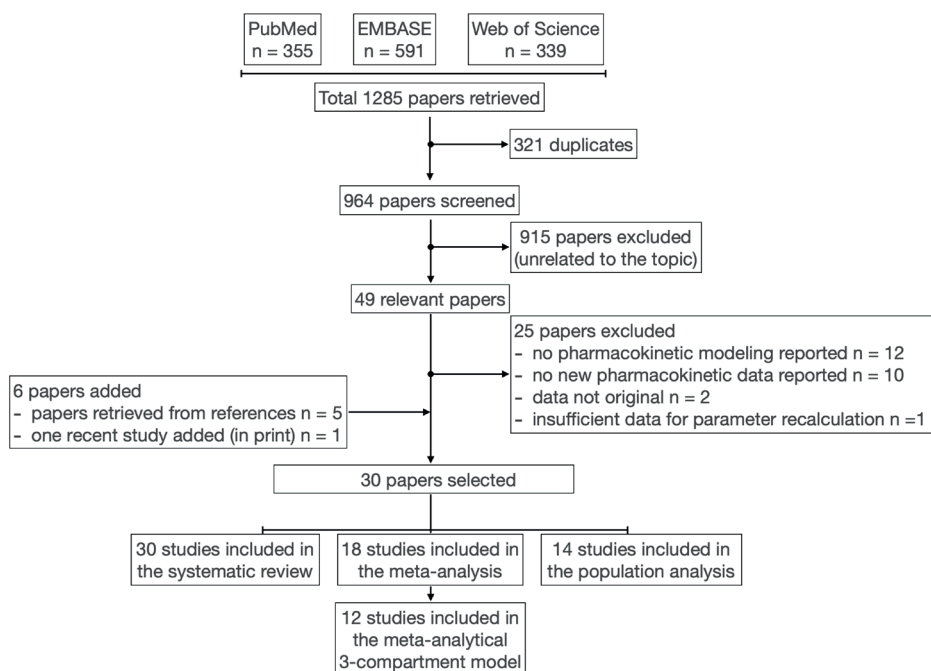 PubMed
n = 355
EMBASE
n = 591
Web of Science
n = 339
Total 1285 papers retrieved
321 duplicates
964 papers screened
915 papers excluded
(unrelated to the topic)
49 relevant papers
25 papers excluded
- no pharmacokinetic modeling reported n = 12
- no new pharmacokinetic data reported n = 10
- data not original n = 2
- insufficient data for parameter recalculation n =1
6 papers added
- papers retrieved from references n = 5
- one recent study added (in print) n = 1
30 papers selected
30 studies included in
the systematic review
18 studies included in
the meta-analysis
14 studies included in
the population analysis
12 studies included in
the meta-analytical
3-compartment model